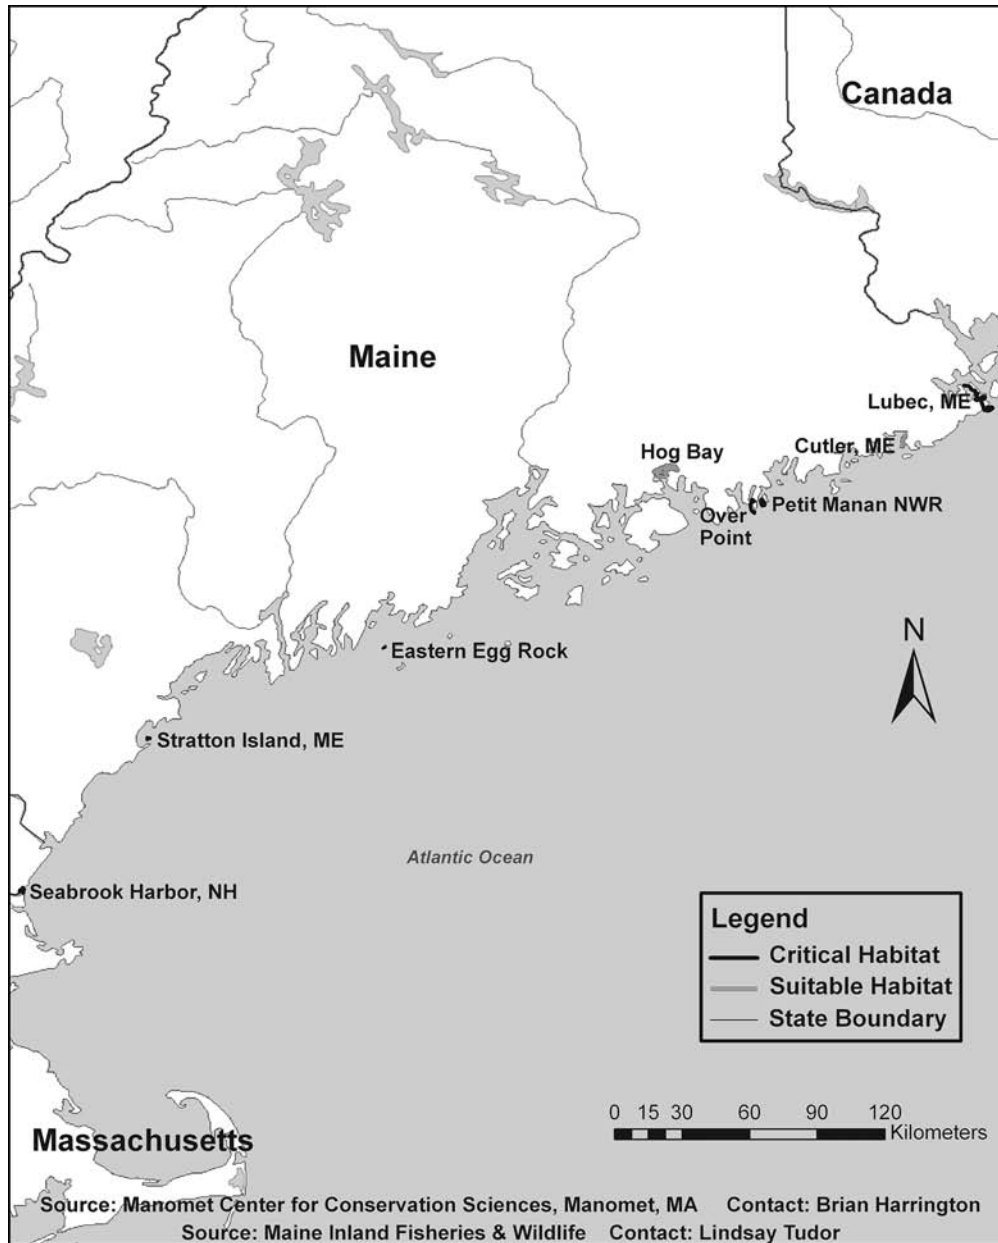 Canada
Maine
Lubec, ME
Cutler, ME
Hog Bay
Petit Manan NWR
Over
Point
N
Eastern Egg Rock
Stratton Island, ME
Atlantic Ocean
Seabrook Harbor, NH
Legend
Critical Habitat
Suitable Habitat
State Boundary
0 15 30 60 90 120
Kilometers
Massachusetts
Source: Manomet Center for Conservation Sciences, Manomet, MA Contact: Brian Harrington
Source: Maine Inland Fisheries & Wildlife Contact: Lindsay Tudor